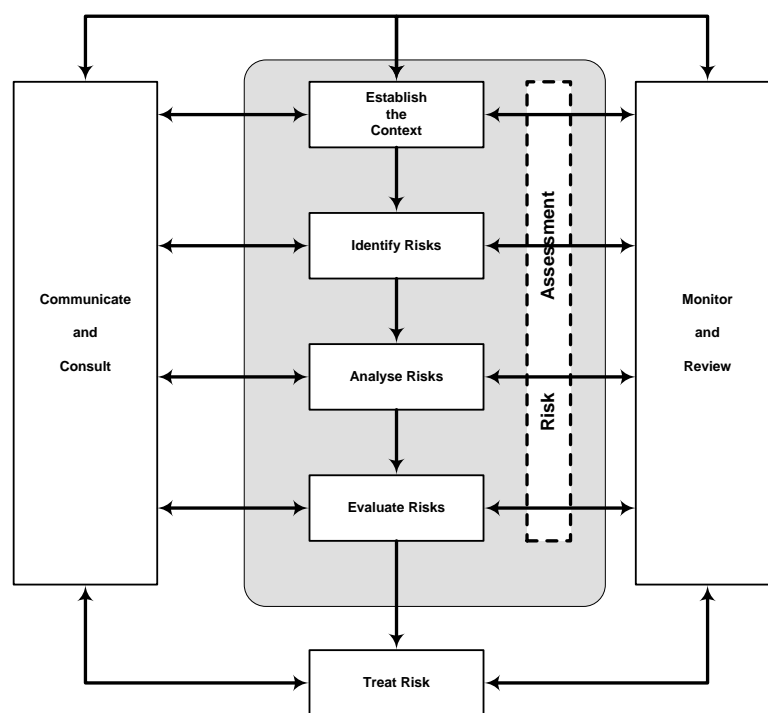 Establish
the
Context
Identify Risks
Analyse Risks
Evaluate Risks
Treat Risk
Communicate
and
Consult
Risk Assessment
Monitor
and
Review